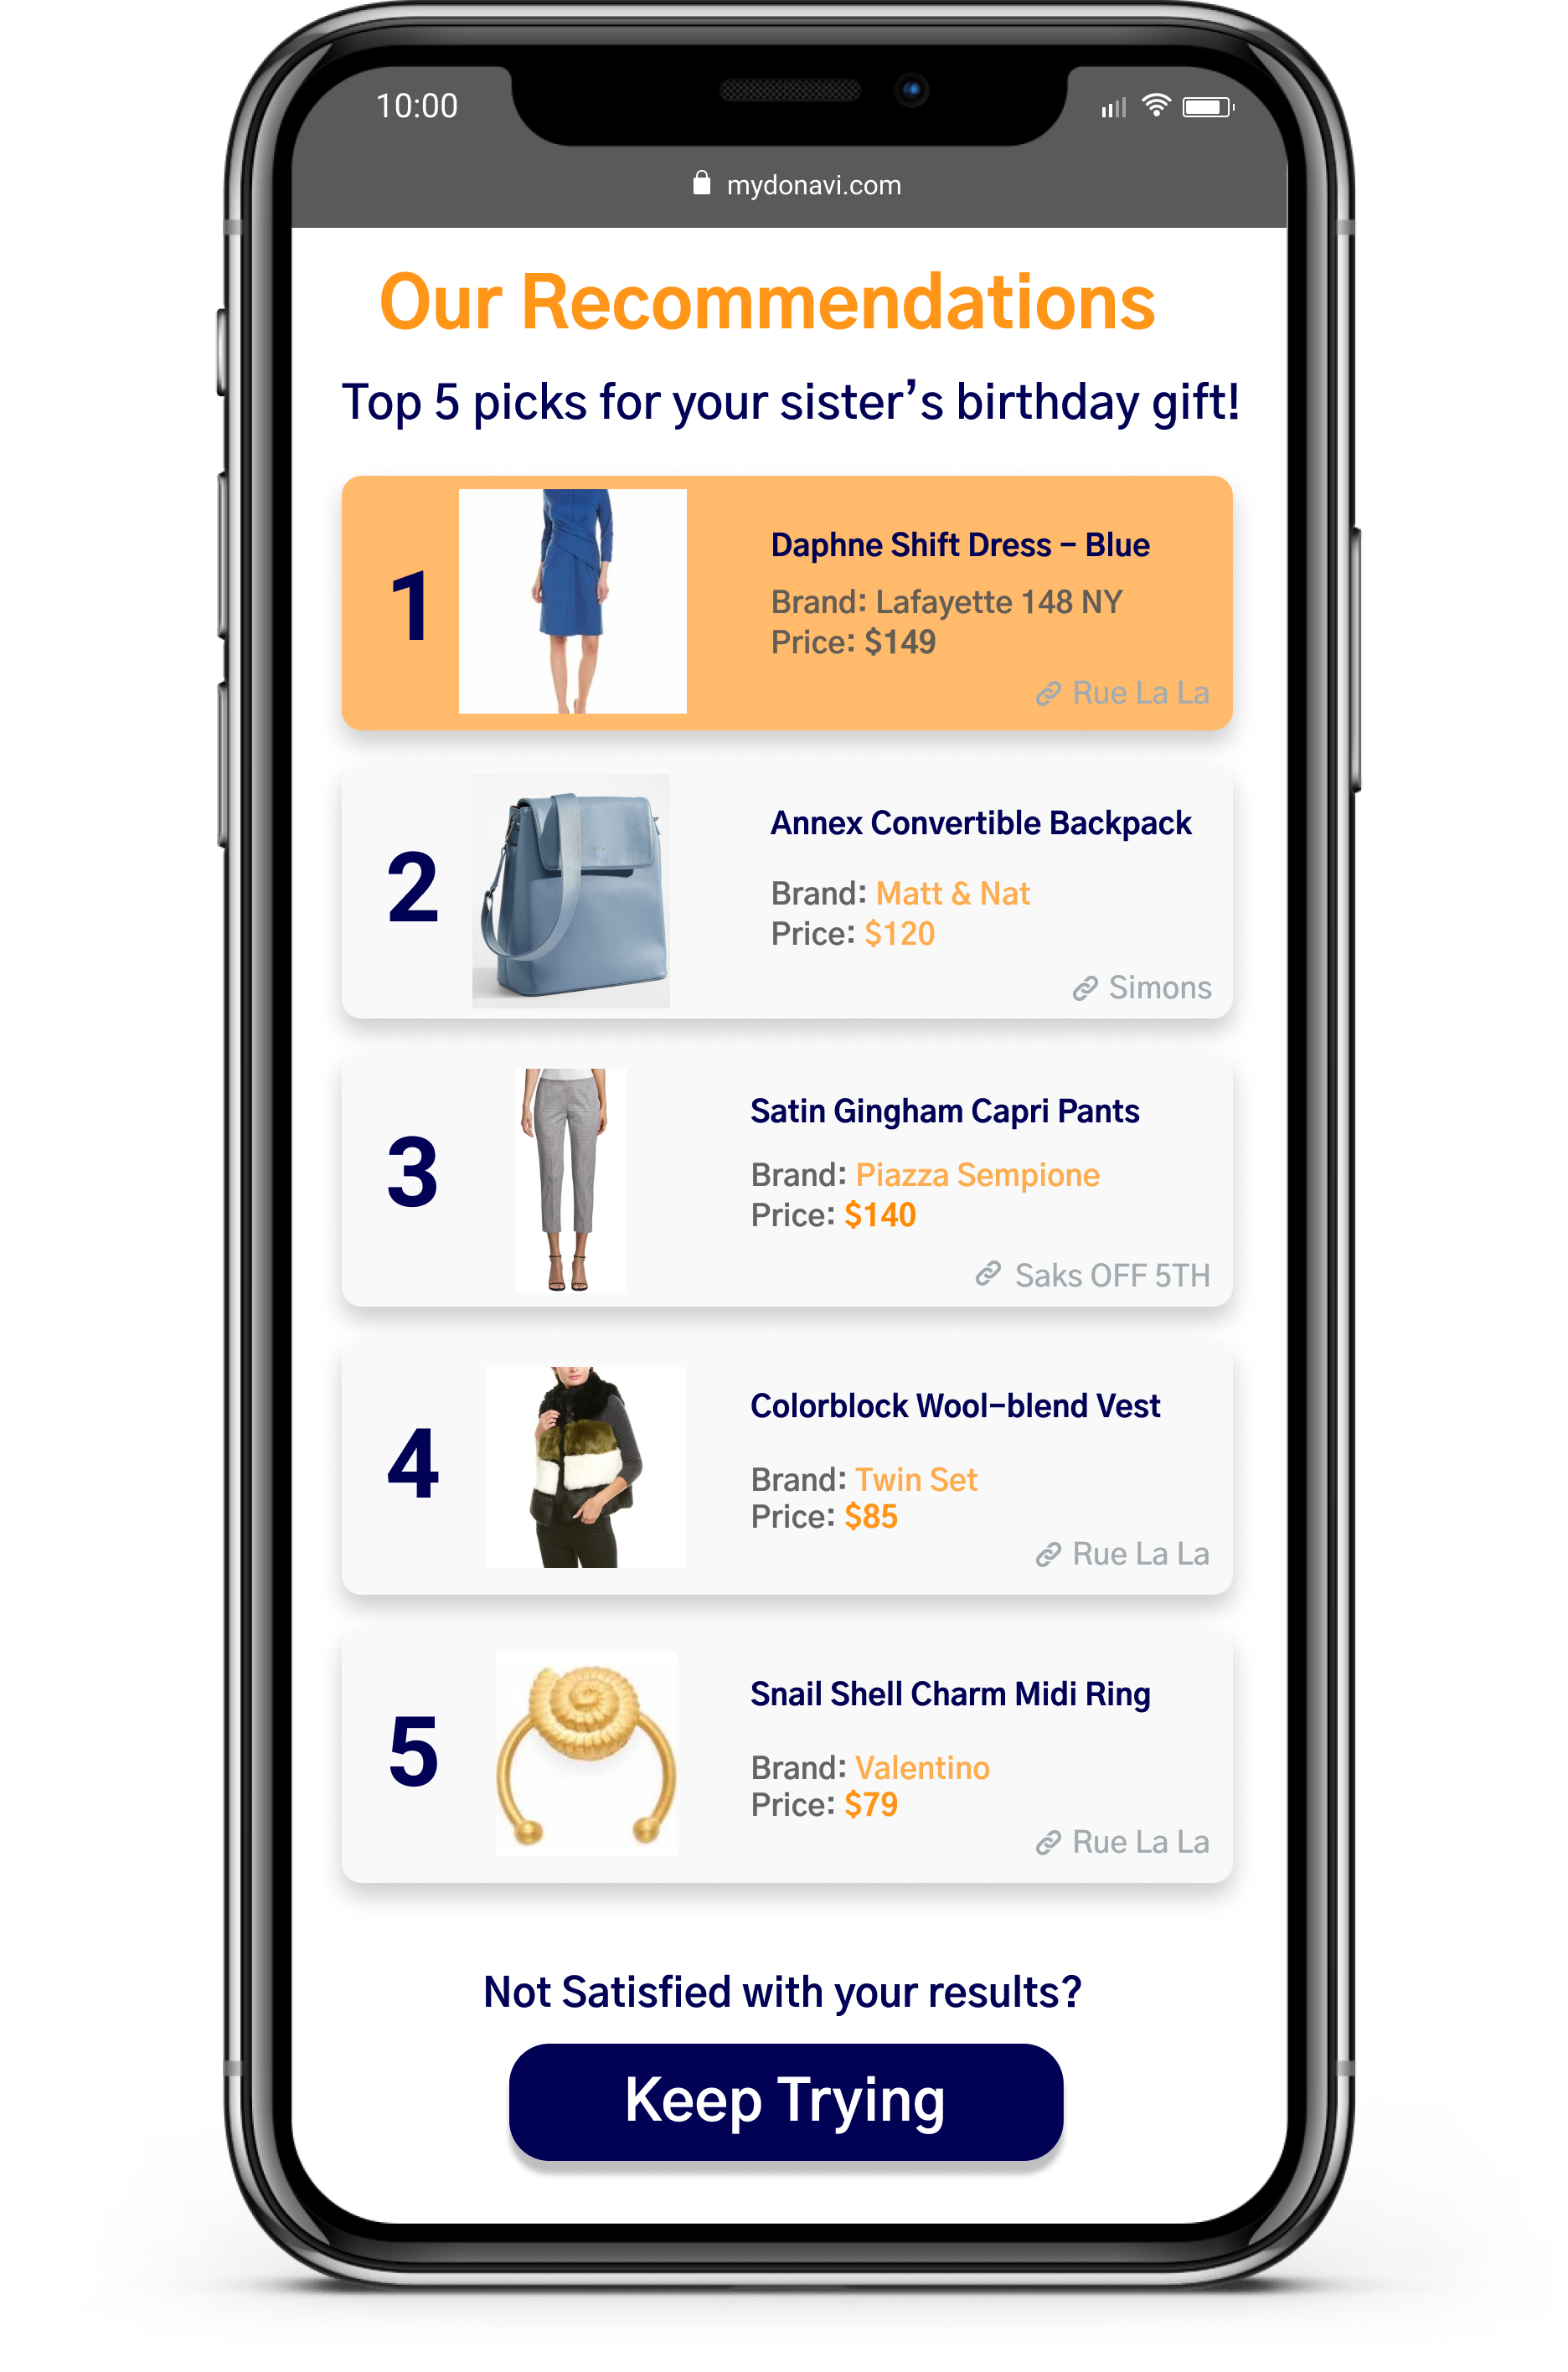 10:00
mydonavi.com
Our Recommendations
Top 5 picks for your sister’s birthday gift!
1
Daphne Shift Dress - Blue
Brand: Lafayette 148 NY
Price: $149
Rue La La
2
Annex Convertible Backpack
Brand: Matt & Nat
Price: $120
Simons
3
Satin Gingham Capri Pants
Brand: Piazza Sempione
Price: $140
Saks OFF 5TH
4
Colorblock Wool-blend Vest
Brand: Twin Set
Price: $85
Rue La La
5
Snail Shell Charm Midi Ring
Brand: Valentino
Price: $79
Rue La La
Not Satisfied with your results?
Keep Trying